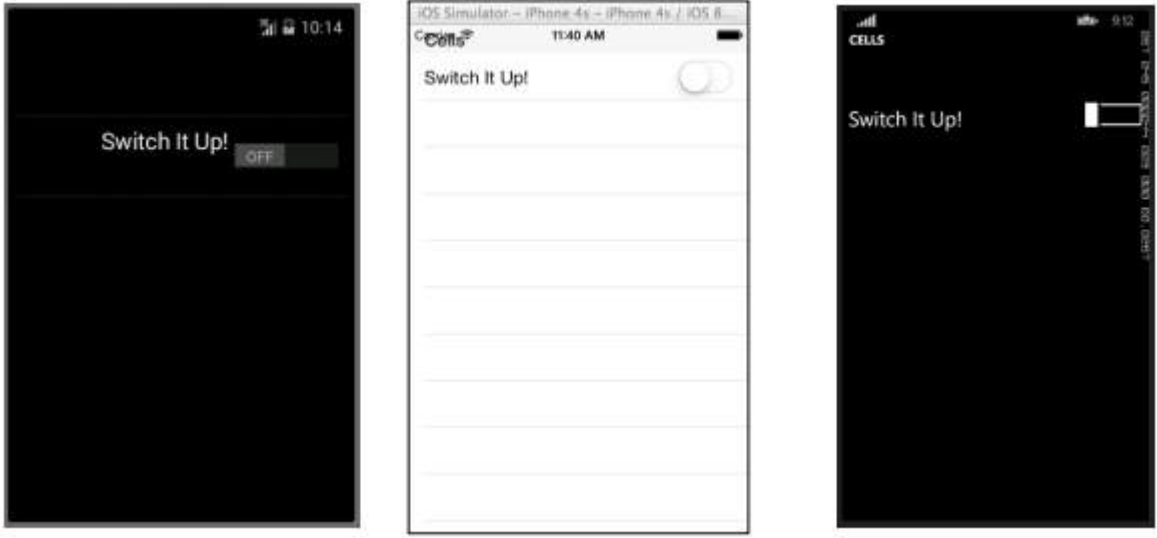 10:14
Switch It Up!
OFF
iOS Simulator – iPhone 4s – iPhone 4s / iOS 8...
Cells
11:40 AM
Switch It Up!
9:12
CELLS
Switch It Up!